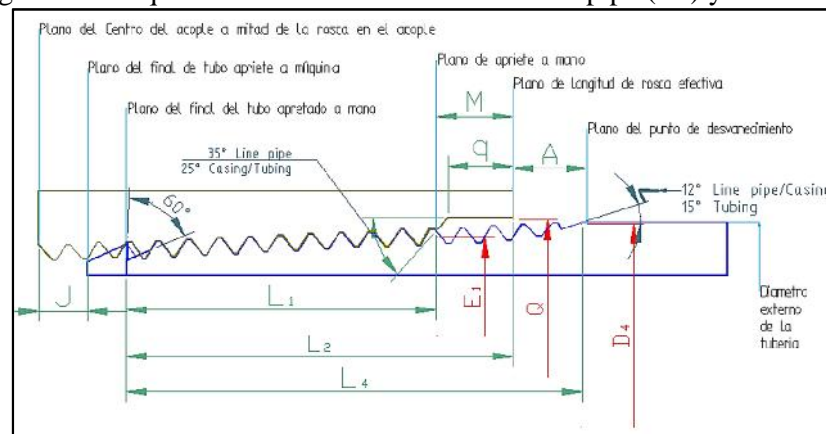 Plano del Centro del acople a mitad de la rosca en el acople
Plano del final de tubo apriete a máquina
Plano de apriete a mano
Plano de longitud de rosca efectiva
Plano del final del tubo apretado a mano
Plano del punto de desvanecimiento
M
q
A
35° Line pipe
25° Casing/Tubing
60°
12° Line pipe/Casing
15° Tubing
J
L1
E1
Q
D4
L2
L4
Diametro
externo
de la
tuberia